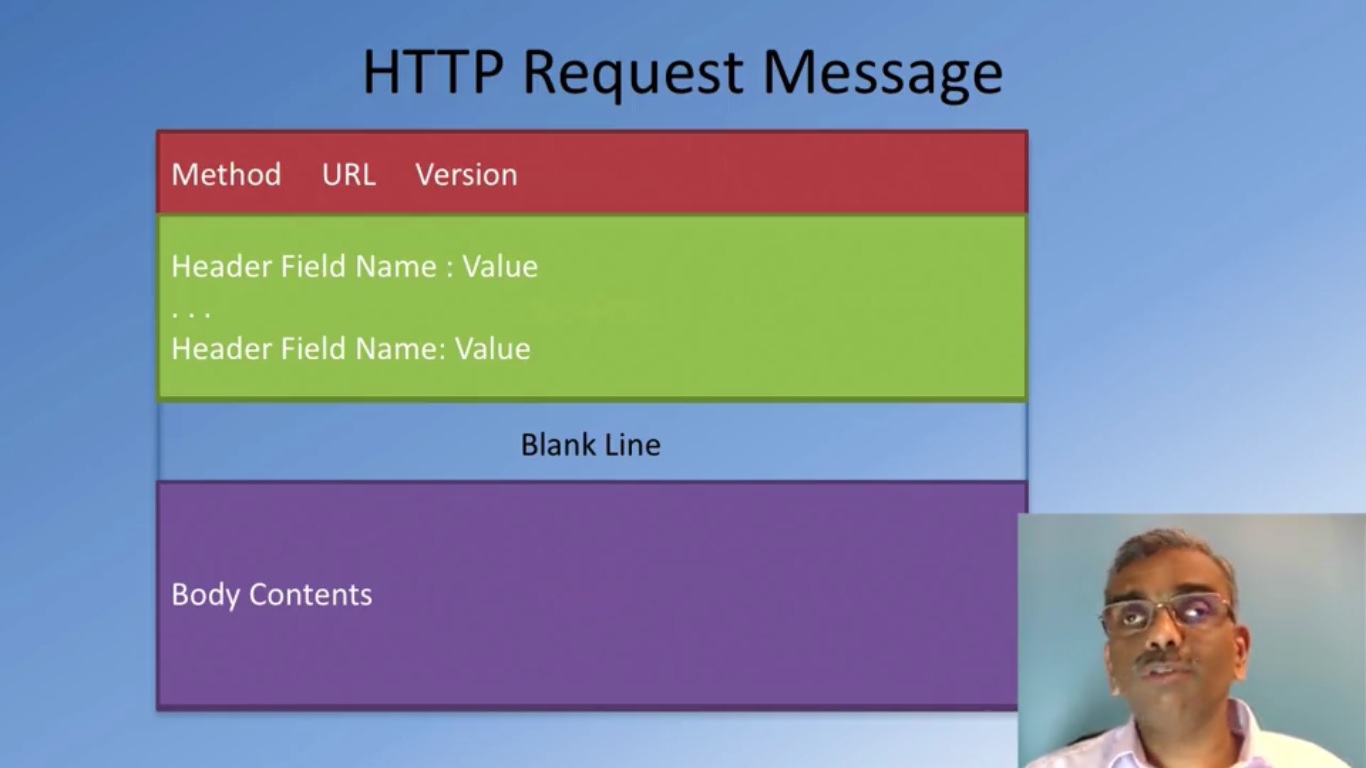 HTTP Request Message
Method URL Version
Header Field Name : Value
. . .
Header Field Name: Value
Blank Line
Body Contents